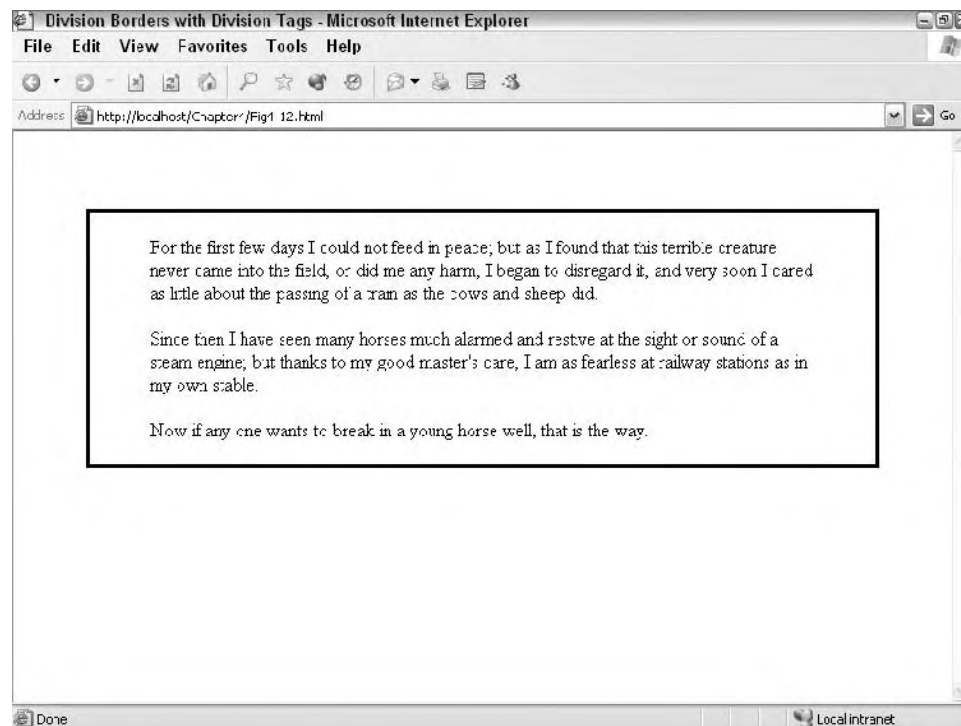 Division Borders with Division Tags - Microsoft Internet Explorer
File Edit View Favorites Tools Help
Address http://localhost/Chapter4/Fig4-12.html Go
For the first few days I could not feed in peace; but as I found that this terrible creature
never came into the field, or did me any harm, I began to disregard it, and very soon I cared
as little about the passing of a train as the cows and sheep did.
Since then I have seen many horses much alarmed and restive at the sight or sound of a
steam engine; but thanks to my good master's care, I am as fearless at railway stations as in
my own stable.
Now if any one wants to break in a young horse well, that is the way.
Done Local intranet